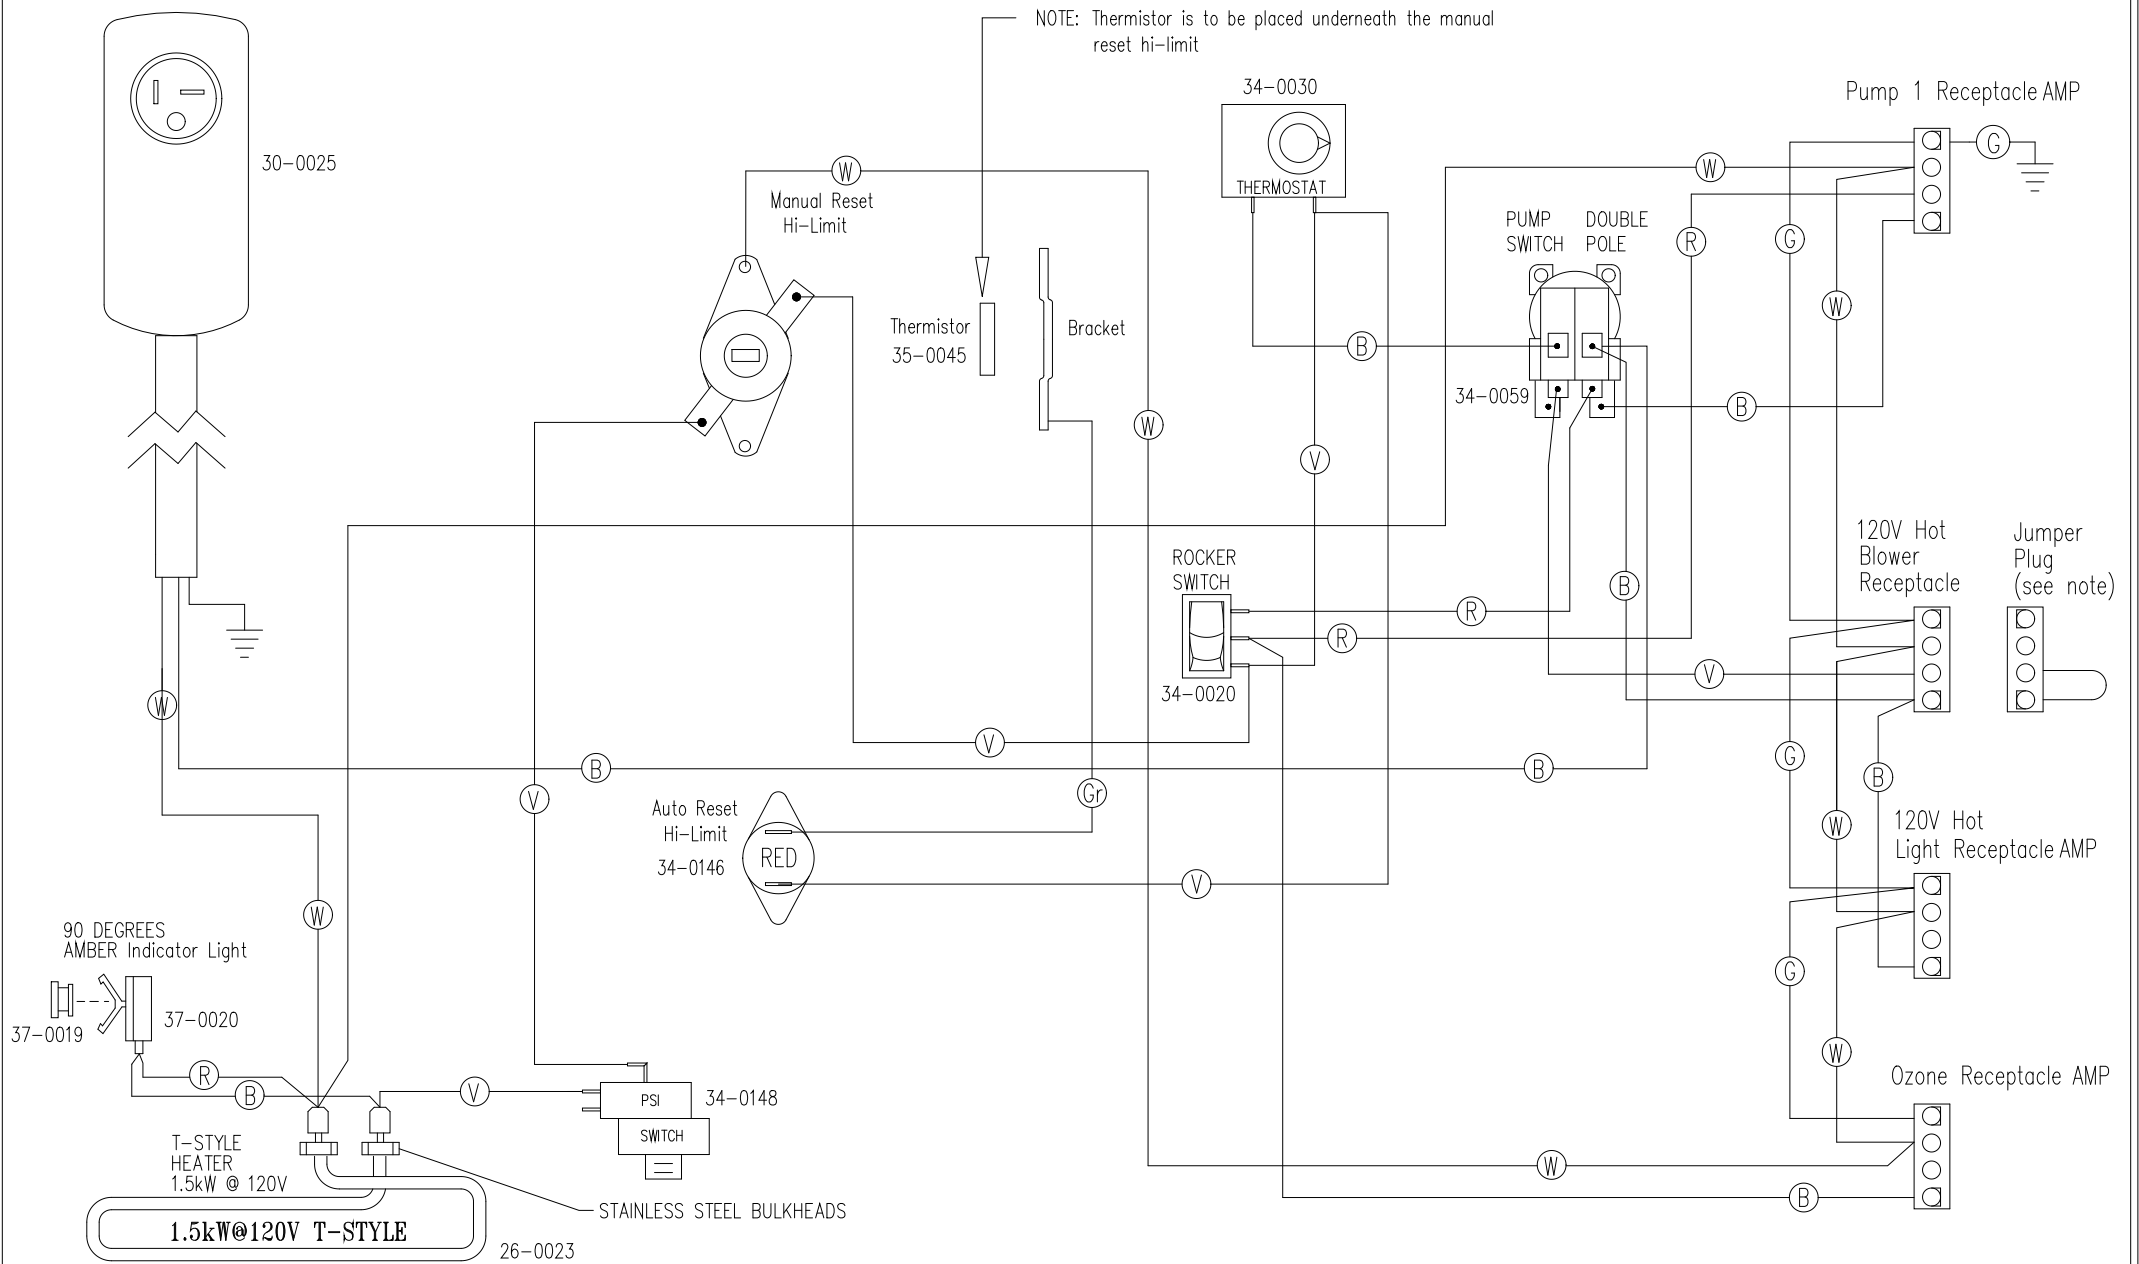 NOTE: Thermistor is to be placed underneath the manual
reset hi-limit
34-0030
THERMOSTAT
Pump 1 Receptacle AMP
G
30-0025
W
W
Manual Reset
Hi-Limit
PUMP
SWITCH
DOUBLE
POLE
R
G
W
Thermistor
35-0045
Bracket
B
34-0059
B
W
V
120V Hot
Blower
Receptacle
Jumper
Plug
(see note)
ROCKER
SWITCH
R
B
R
34-0020
V
W
V
B
B
G
B
V
Gr
Auto Reset
Hi-Limit
34-0146
RED
V
W
120V Hot
Light Receptacle AMP
W
90 DEGREES
AMBER Indicator Light
G
37-0019
37-0020
R
B
V
PSI
SWITCH
34-0148
W
Ozone Receptacle AMP
T-STYLE
HEATER
1.5kW @ 120V
W
B
STAINLESS STEEL BULKHEADS
1.5kW@120V T-STYLE
26-0023